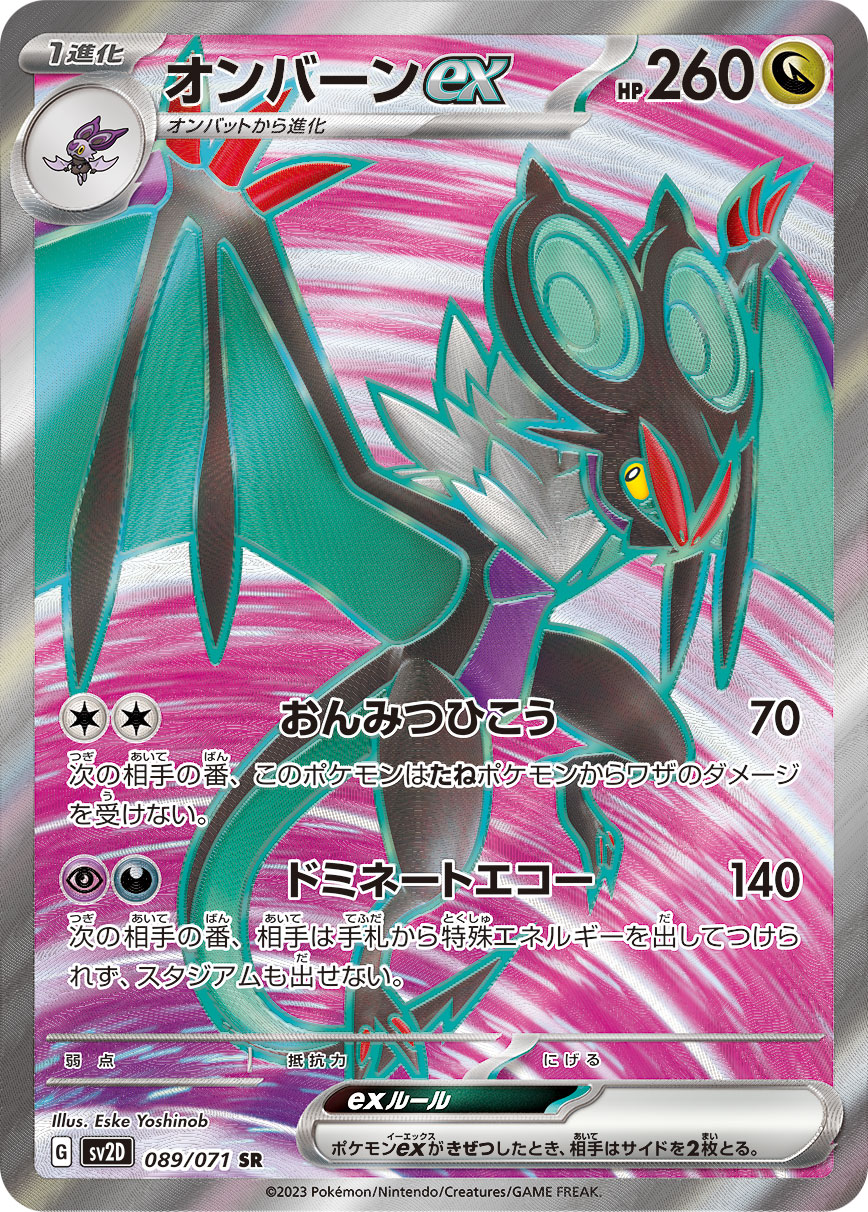 1進化
オンバーンex
HP260
オンバットから進化
おんみつひこう 70
次の相手の番、このポケモンはたねポケモンからワザのダメージ
を受けない。
ドミネートエコー 140
次の相手の番、相手は手札から特殊エネルギーを出してつけら
れず、スタジアムも出せない。
弱点 抵抗力 にげる
exルール
ポケモンexがきぜつしたとき、相手はサイドを2枚とる。
Illus. Eske Yoshinob
G sv2D 089/071 SR
©2023 Pokémon/Nintendo/Creatures/GAME FREAK.